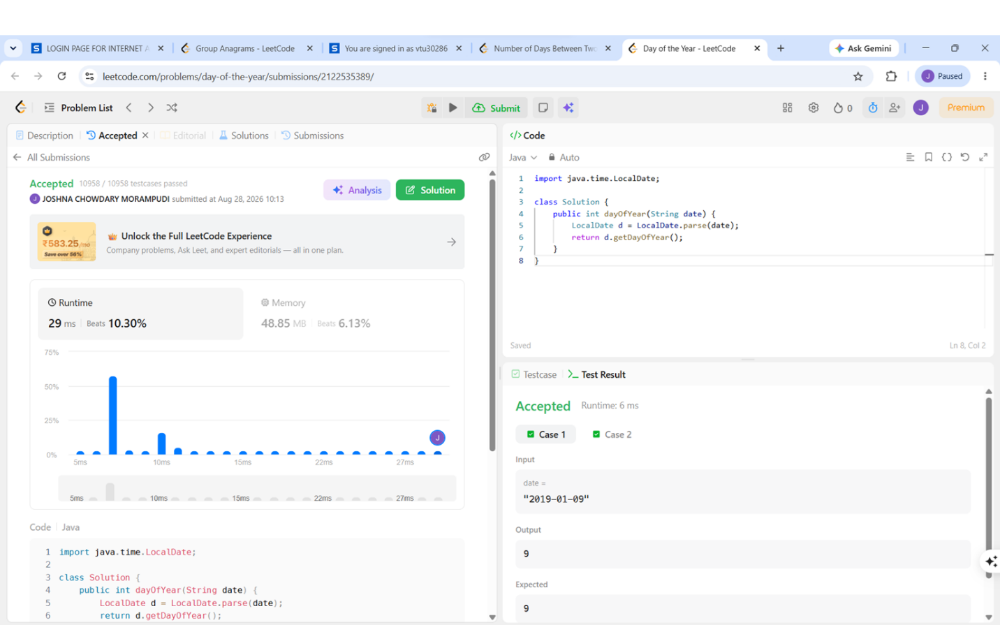 LOGIN PAGE FOR INTERNET A
Group Anagrams - LeetCode
You are signed in as vtu30286
Number of Days Between Two
Day of the Year - LeetCode
Ask Gemini
leetcode.com/problems/day-of-the-year/submissions/2122535389/
J Paused
Problem List
Submit
0
J
Premium
Description
Accepted
Editorial
Solutions
Submissions
All Submissions
Accepted 10958 / 10958 testcases passed
J JOSHNA CHOWDARY MORAMPUDI submitted at Aug 28, 2026 10:13
Analysis
Solution
₹583.25/mo
Save over 56%
Unlock the Full LeetCode Experience
Company problems, Ask Leet, and expert editorials — all in one plan.
Runtime
29 ms Beats 10.30%
Memory
48.85 MB Beats 6.13%
75%
50%
25%
0%
J
5ms 10ms 15ms 22ms 27ms
5ms 10ms 15ms 22ms 27ms
Code Java
1 import java.time.LocalDate;
2
3 class Solution {
4 public int dayOfYear(String date) {
5 LocalDate d = LocalDate.parse(date);
6 return d.getDayOfYear();
</> Code
Java Auto
1 import java.time.LocalDate;
2
3 class Solution {
4 public int dayOfYear(String date) {
5 LocalDate d = LocalDate.parse(date);
6 return d.getDayOfYear();
7 }
8 }
Saved
Ln 8, Col 2
Testcase
Test Result
Accepted Runtime: 6 ms
Case 1 Case 2
Input
date =
"2019-01-09"
Output
9
Expected
9